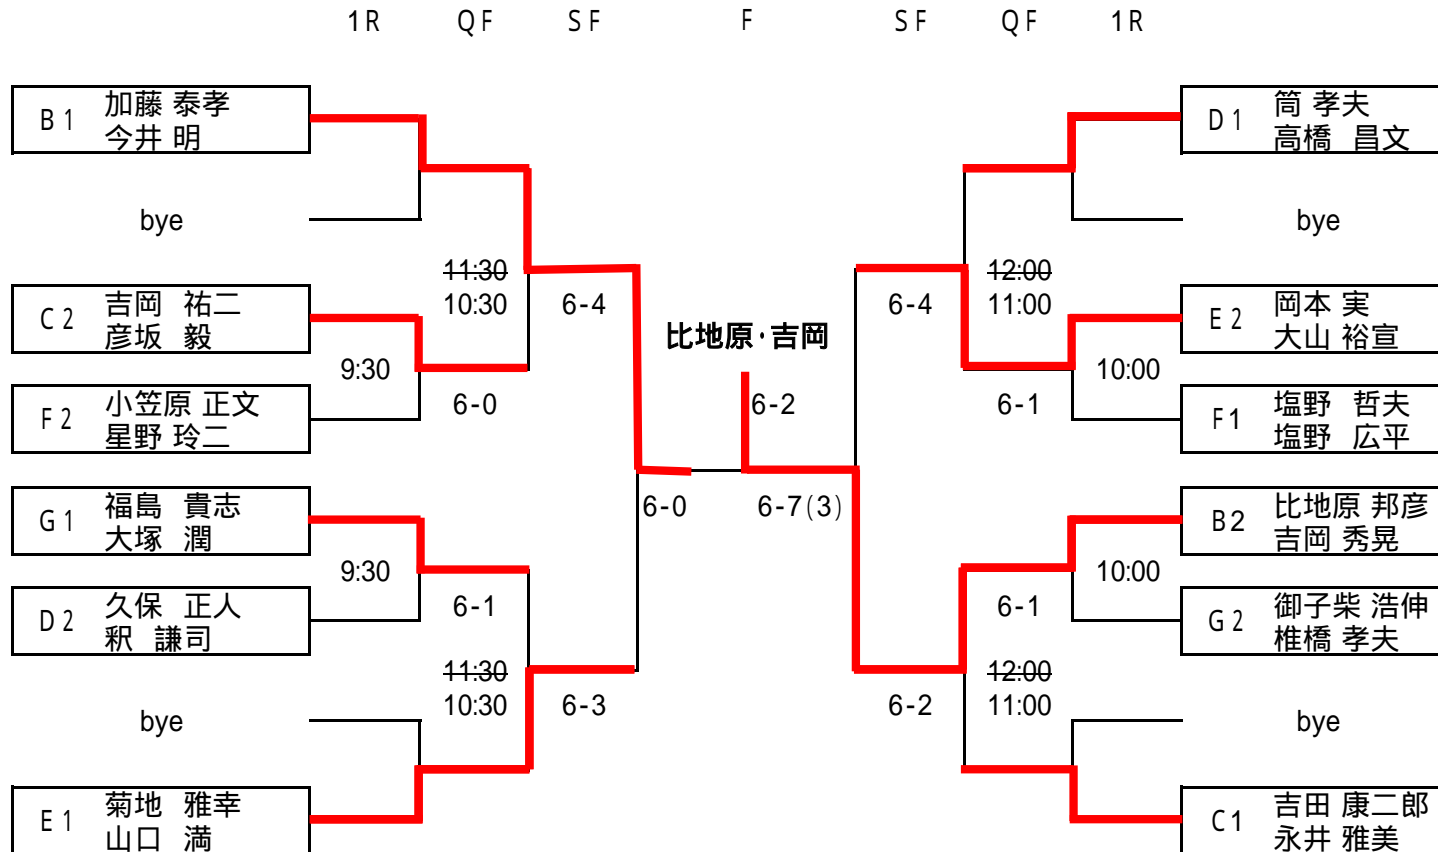 1R QF SF F SF QF 1R
B1 加藤 泰孝
今井 明
bye
C2 吉岡 祐二
彦坂 毅
F2 小笠原 正文
星野 玲二
G1 福島 貴志
大塚 潤
D2 久保 正人
釈 謙司
bye
E1 菊地 雅幸
山口 満
9:30
9:30
11:30
10:30
6-0
6-1
11:30
10:30
6-4
6-3
6-0
比地原・吉岡
6-2
6-7(3)
6-4
6-2
12:00
11:00
6-1
6-1
12:00
11:00
10:00
10:00
D1 筒 孝夫
高橋 昌文
bye
E2 岡本 実
大山 裕宣
F1 塩野 哲夫
塩野 広平
B2 比地原 邦彦
吉岡 秀晃
G2 御子柴 浩伸
椎橋 孝夫
bye
C1 吉田 康二郎
永井 雅美